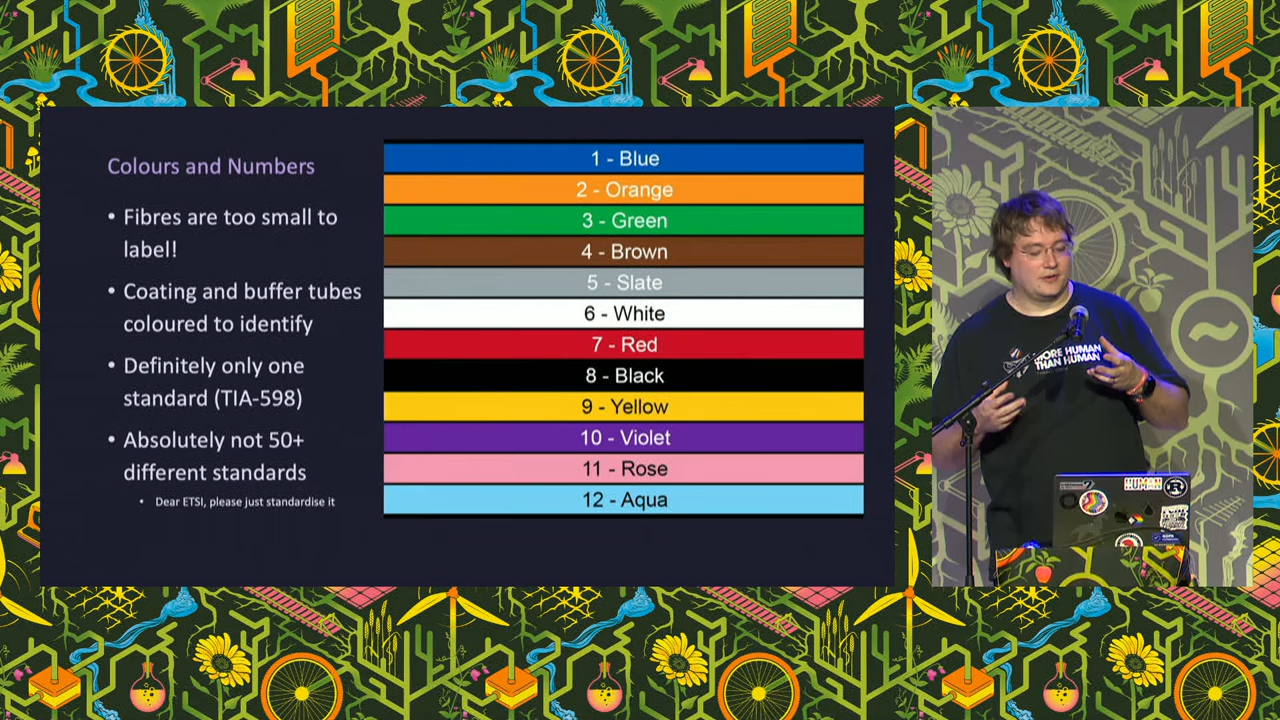 Colours and Numbers
• Fibres are too small to
label!
• Coating and buffer tubes
coloured to identify
• Definitely only one
standard (TIA-598)
• Absolutely not 50+
different standards
• Dear ETSI, please just standardise it
1 - Blue
2 - Orange
3 - Green
4 - Brown
5 - Slate
6 - White
7 - Red
8 - Black
9 - Yellow
10 - Violet
11 - Rose
12 - Aqua
MORE HUMAN
THAN HUMAN
HUMAN